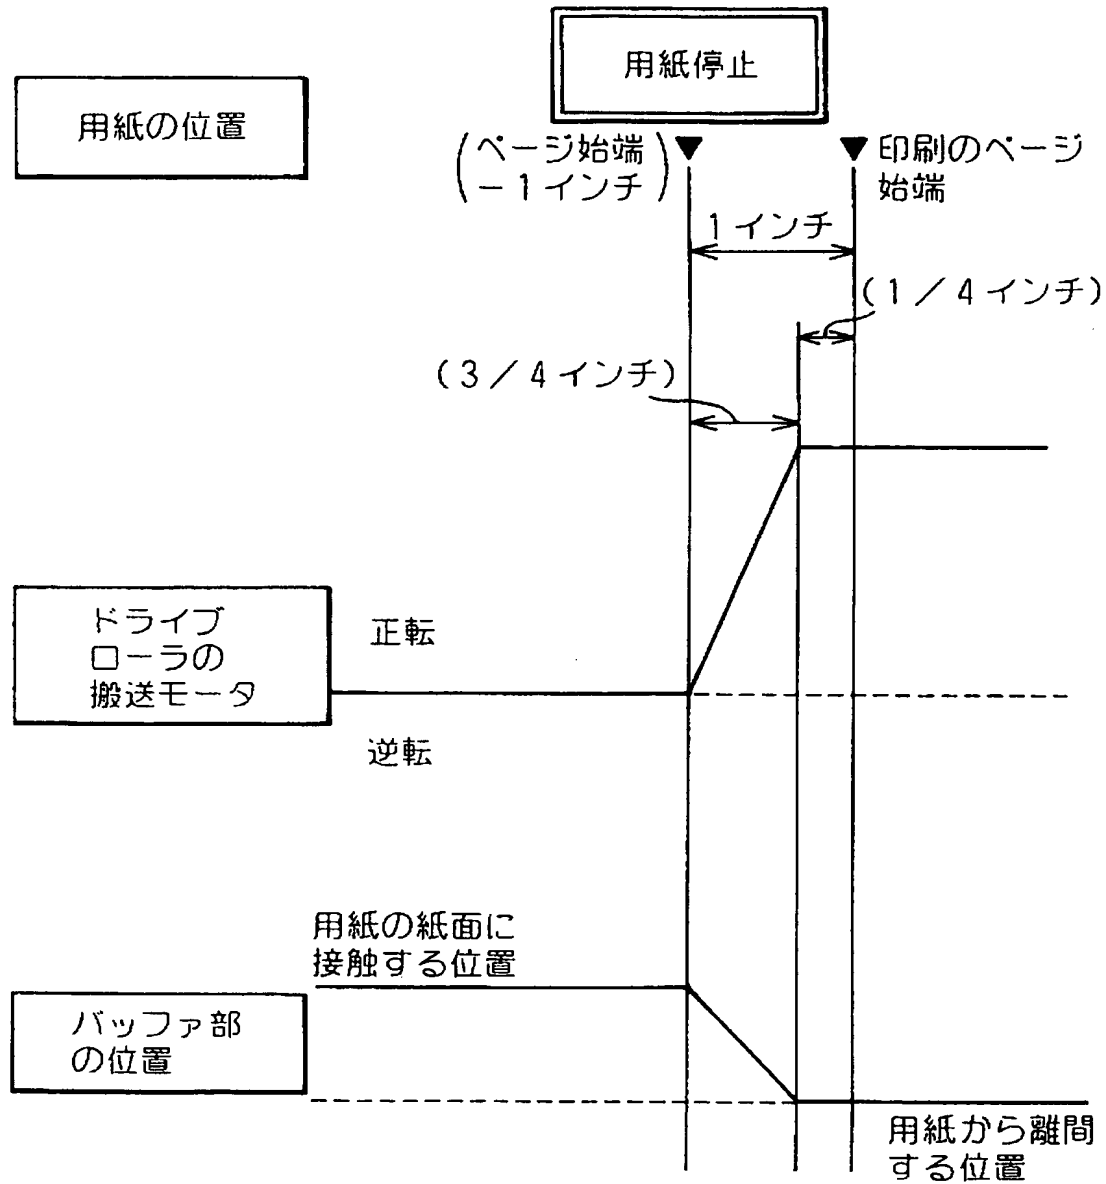 用紙停止
用紙の位置
(ページ始端
－1インチ)
印刷のページ
始端
1インチ
(1／4インチ)
(3／4インチ)
ドライブ
ローラの
搬送モータ
正転
逆転
用紙の紙面に
接触する位置
バッファ部
の位置
用紙から離間
する位置